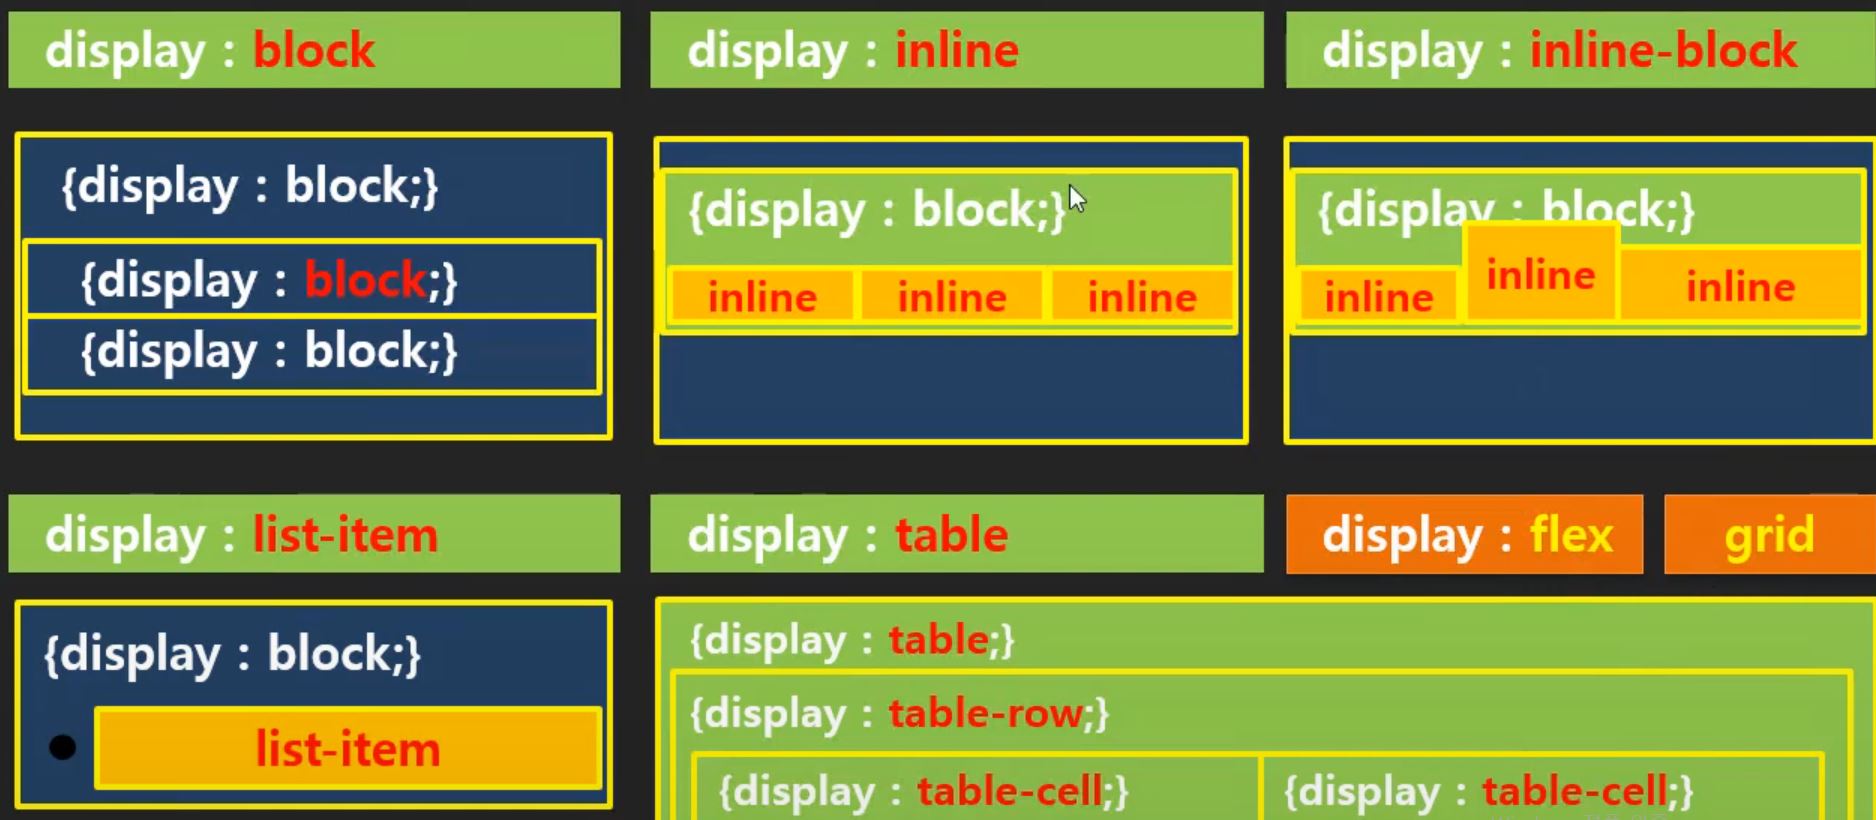 display : block
display : inline
display : inline-block
{display : block;}
{display : block;}
{display : block;}
{display : block;}
inline inline inline
{display : block;}
inline inline inline
display : list-item
display : table
display : flex
grid
{display : block;}
list-item
{display : table;}
{display : table-row;}
{display : table-cell;} {display : table-cell;}